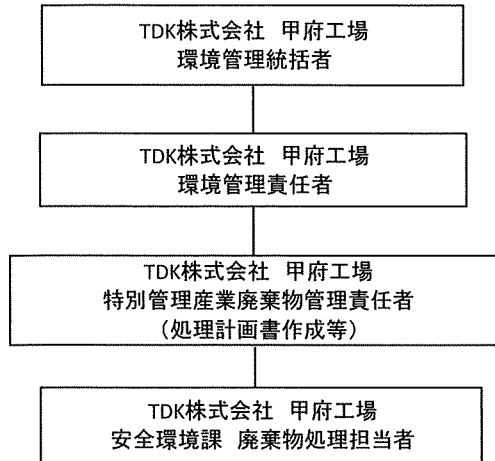 TDK株式会社 甲府工場
環境管理統括者
TDK株式会社 甲府工場
環境管理責任者
TDK株式会社 甲府工場
特別管理産業廃棄物管理責任者
（処理計画書作成等）
TDK株式会社 甲府工場
安全環境課 廃棄物処理担当者